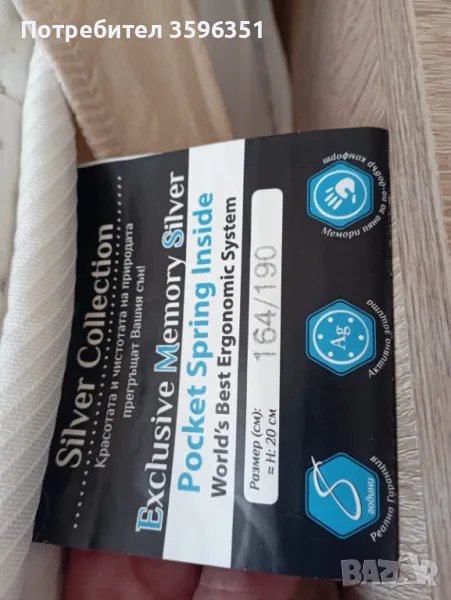 Потребител 3596351
Silver Collection
Красотата и чистотата на природата
прегръщат Вашия сън!
Exclusive Memory Silver
Pocket Spring Inside
World's Best Ergonomic System
Размер (см):
≈ H: 20 см
164/190
Мемори пяна за по-добър комфорт
Ag
Активна защита
8
години
Реална Гаранция
BAZAR